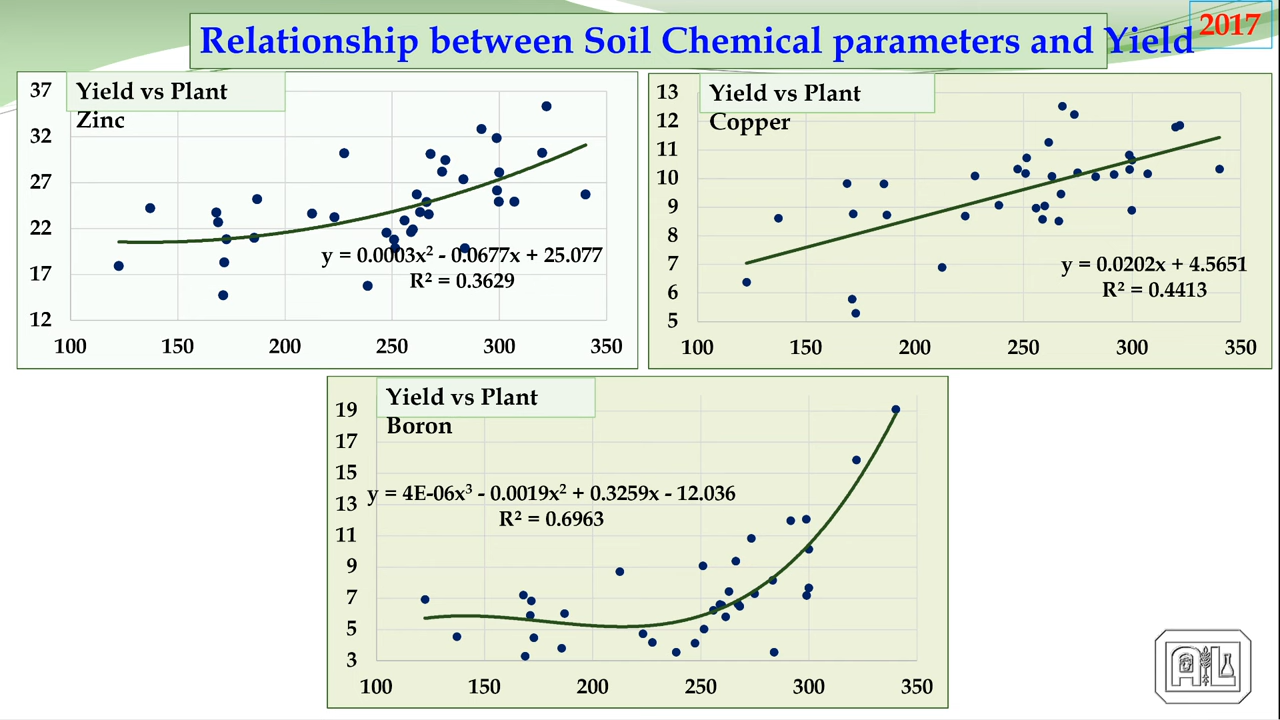 Relationship between Soil Chemical parameters and Yield
2017
Yield vs Plant
Zinc
37
32
27
22
17
12
y = 0.0003x² - 0.0677x + 25.077
R² = 0.3629
100 150 200 250 300 350
Yield vs Plant
Copper
13
12
11
10
9
8
7
6
5
y = 0.0202x + 4.5651
R² = 0.4413
100 150 200 250 300 350
Yield vs Plant
Boron
19
17
15
13
11
9
7
5
3
y = 4E-06x³ - 0.0019x² + 0.3259x - 12.036
R² = 0.6963
100 150 200 250 300 350
A L